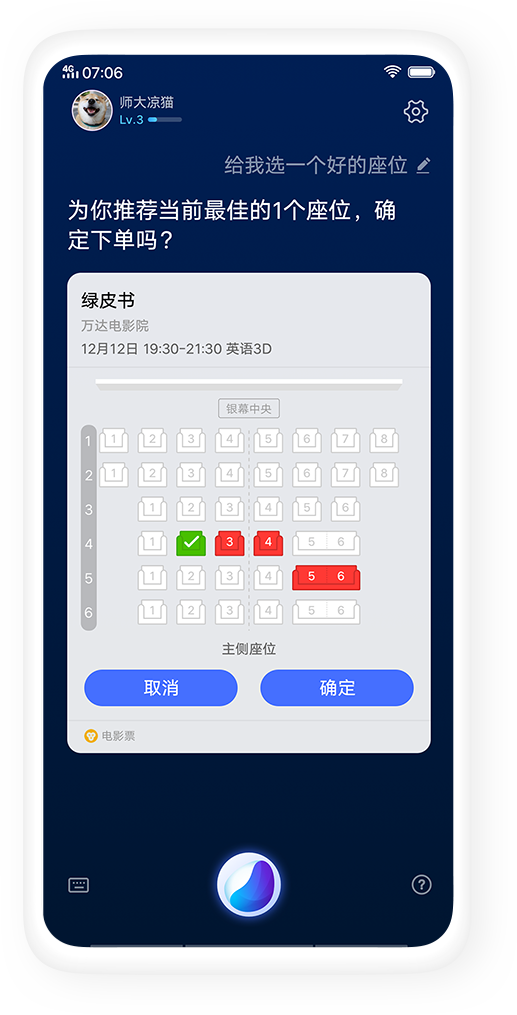 4G 07:06
师大凉猫
Lv.3
给我选一个好的座位
为你推荐当前最佳的1个座位，确
定下单吗？
绿皮书
万达电影院
12月12日 19:30-21:30 英语3D
银幕中央
1 1 2 3 4 5 6 7 8
2 1 2 3 4 5 6 7 8
3 1 2 3 4 5 6
4 1 3 4 5 6
5 1 2 3 4 5 6
6 1 2 3 4 5 6
主侧座位
取消 确定
电影票
?